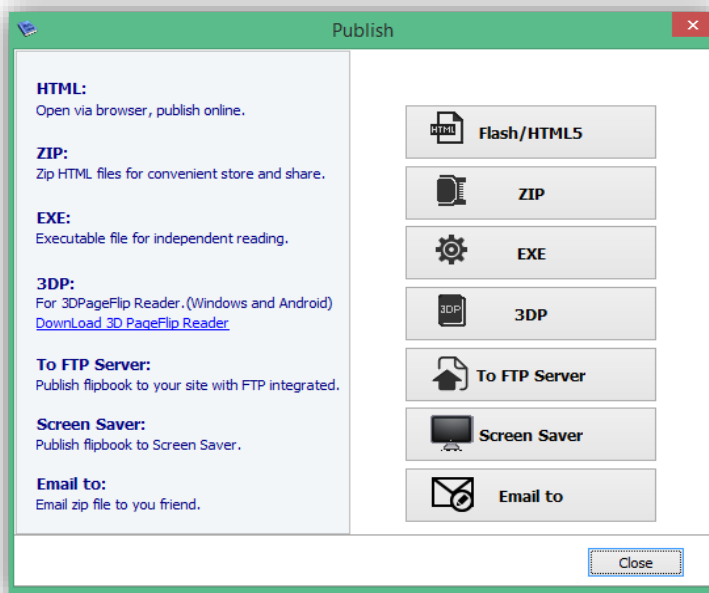 Publish
HTML:
Open via browser, publish online.
ZIP:
Zip HTML files for convenient store and share.
EXE:
Executable file for independent reading.
3DP:
For 3DPageFlip Reader.(Windows and Android)
DownLoad 3D PageFlip Reader
To FTP Server:
Publish flipbook to your site with FTP integrated.
Screen Saver:
Publish flipbook to Screen Saver.
Email to:
Email zip file to you friend.
HTML Flash/HTML5
ZIP
EXE
3DP 3DP
To FTP Server
Screen Saver
Email to
Close